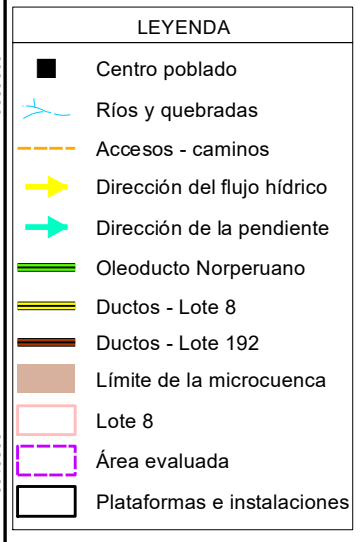 LEYENDA
Centro poblado
Ríos y quebradas
Accesos - caminos
Dirección del flujo hídrico
Dirección de la pendiente
Oleoducto Norperuano
Ductos - Lote 8
Ductos - Lote 192
Límite de la microcuenca
Lote 8
Área evaluada
Plataformas e instalaciones